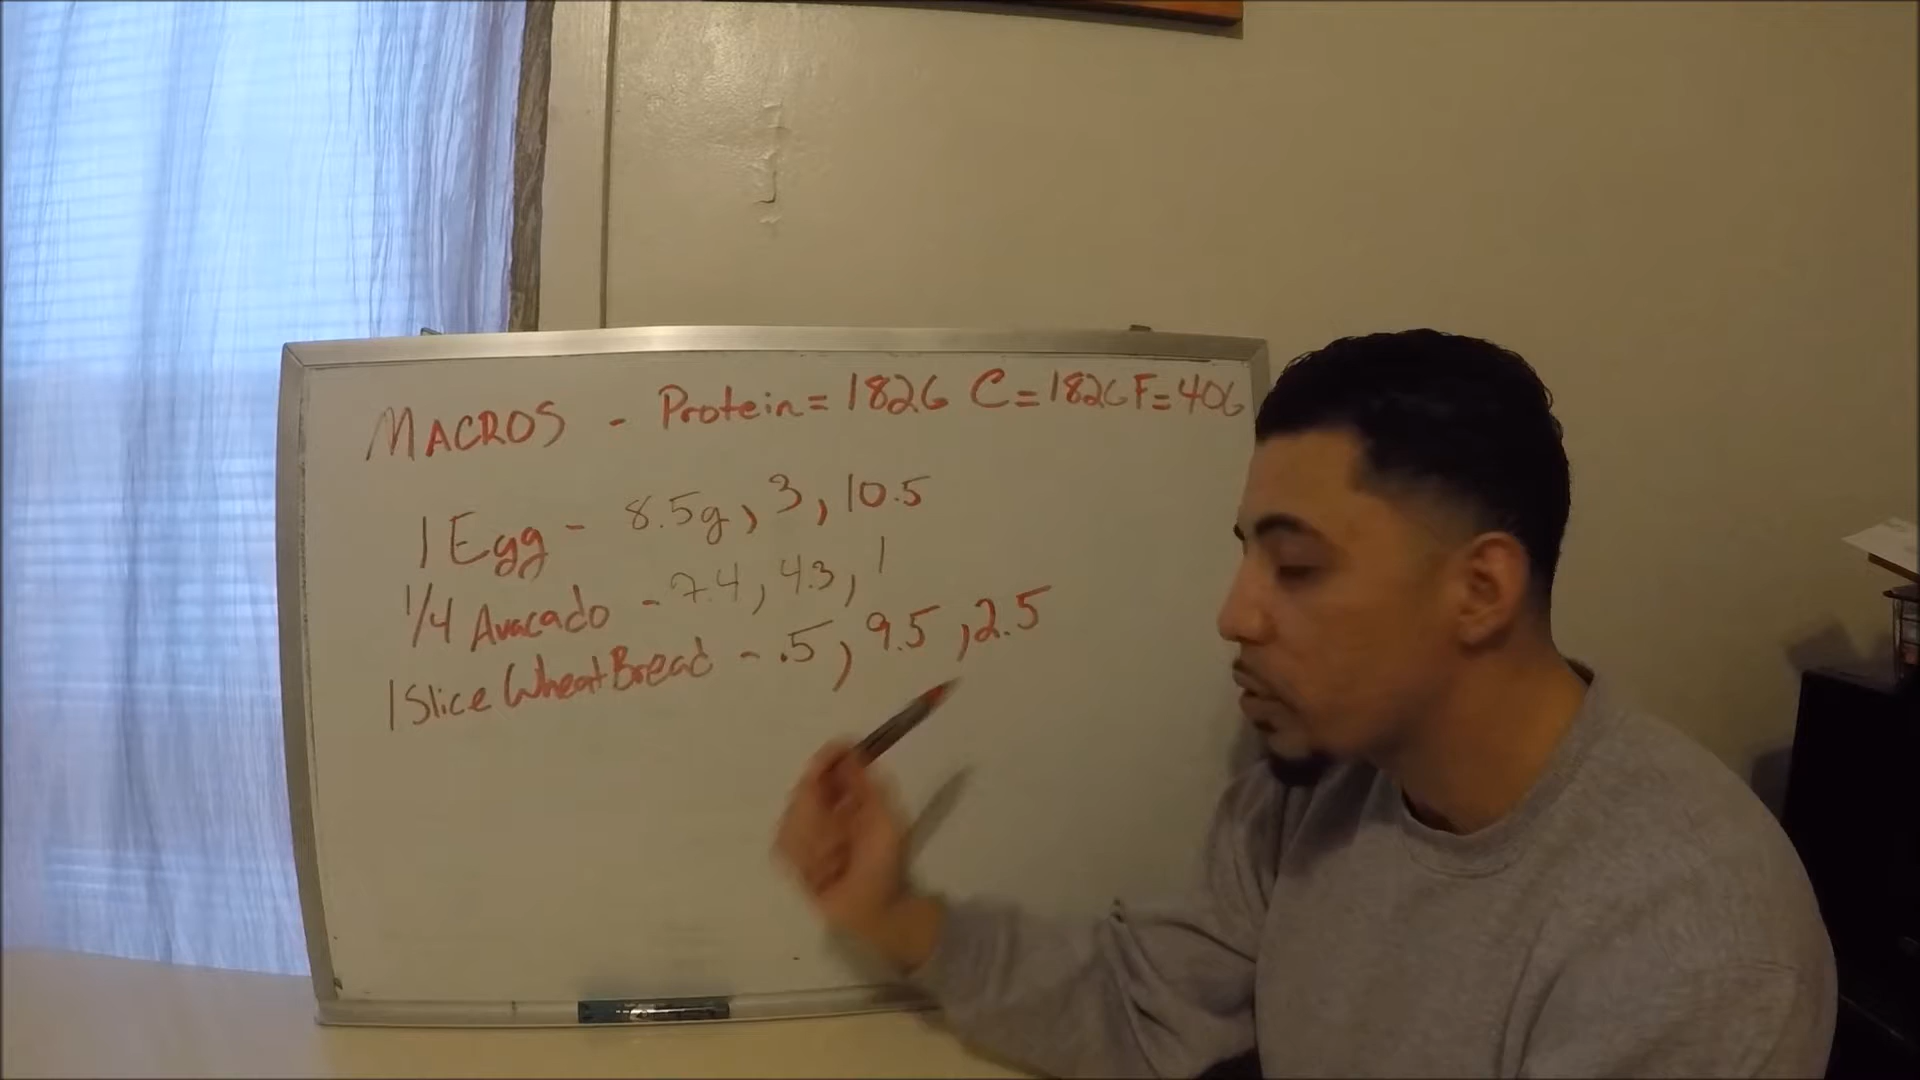 MACROS - Protein = 182G C = 182G F = 40G
1 Egg - 8.5g, 3, 10.5
1/4 Avacado - 7.4, 4.3, 1
1 Slice Wheat Bread - .5, 9.5, 2.5